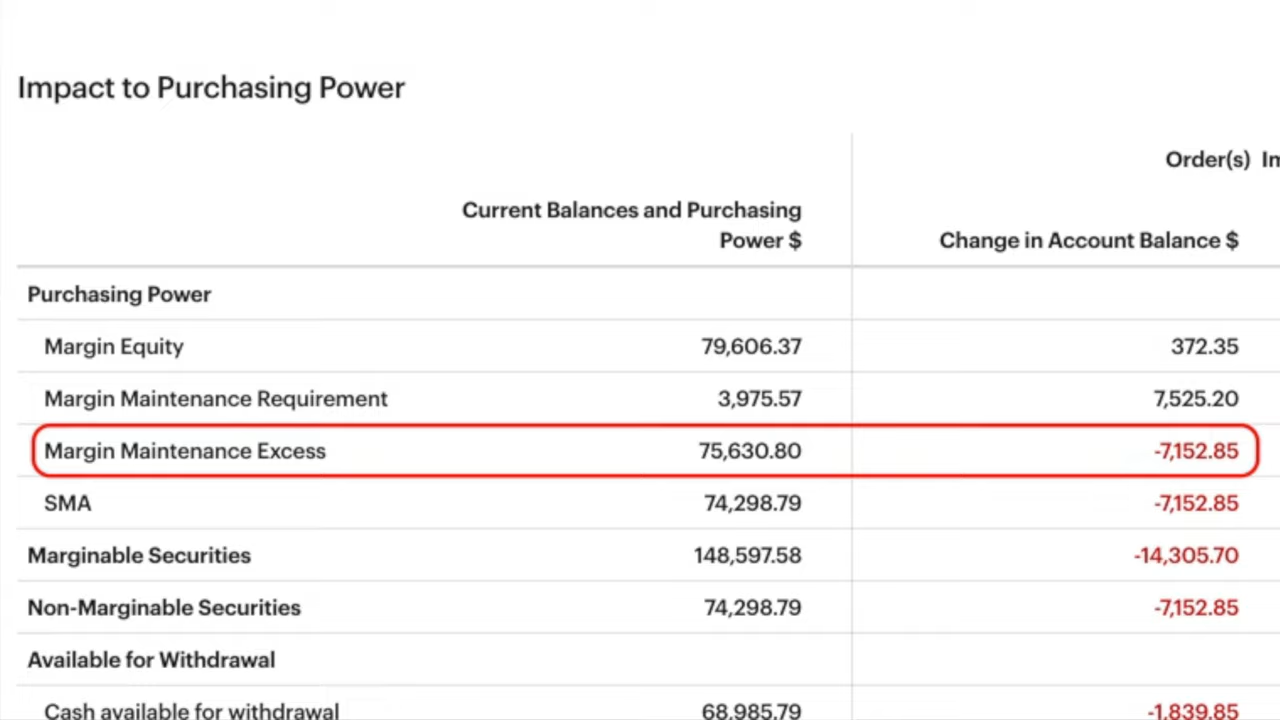 Impact to Purchasing Power
Order(s)
Current Balances and Purchasing
Power $ Change in Account Balance $
Purchasing Power
Margin Equity 79,606.37 372.35
Margin Maintenance Requirement 3,975.57 7,525.20
Margin Maintenance Excess 75,630.80 -7,152.85
SMA 74,298.79 -7,152.85
Marginable Securities 148,597.58 -14,305.70
Non-Marginable Securities 74,298.79 -7,152.85
Available for Withdrawal
Cash available for withdrawal 68,985.79 -1,839.85